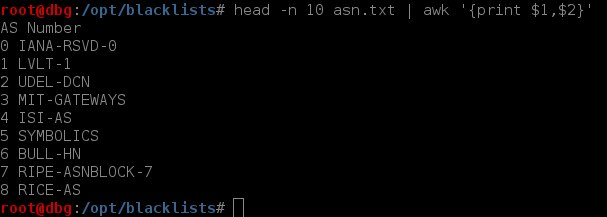 root@dbg:/opt/blacklists# head -n 10 asn.txt | awk '{print $1,$2}'
AS Number
0 IANA-RSVD-0
1 LVLT-1
2 UDEL-DCN
3 MIT-GATEWAYS
4 ISI-AS
5 SYMBOLICS
6 BULL-HN
7 RIPE-ASNBLOCK-7
8 RICE-AS
root@dbg:/opt/blacklists#